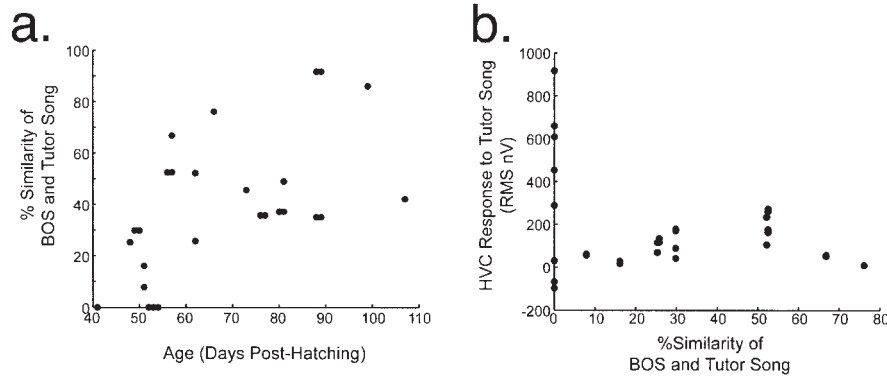 a.
100
80
60
40
20
0
% Similarity of
BOS and Tutor Song
40 50 60 70 80 90 100 110
Age (Days Post-Hatching)
b.
1000
800
600
400
200
0
-200
HVC Response to Tutor Song
(RMS nV)
0 10 20 30 40 50 60 70 80
%Similarity of
BOS and Tutor Song